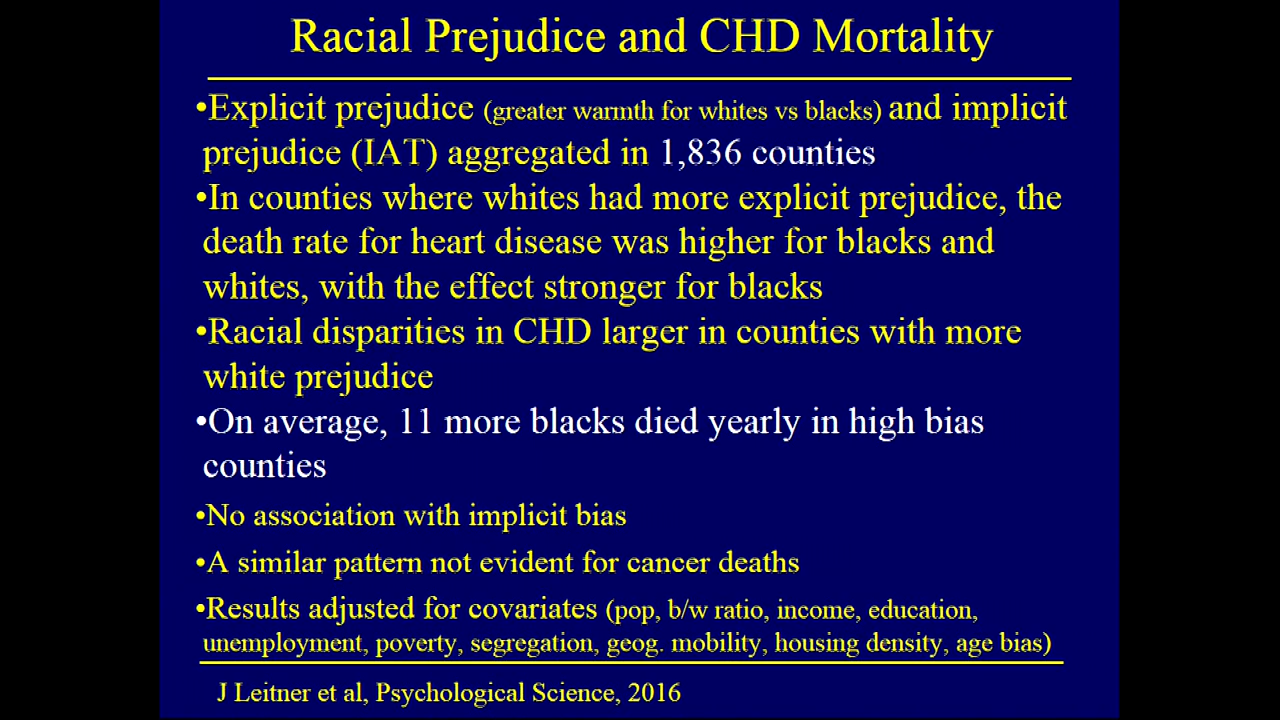 Racial Prejudice and CHD Mortality
•Explicit prejudice (greater warmth for whites vs blacks) and implicit
prejudice (IAT) aggregated in 1,836 counties
•In counties where whites had more explicit prejudice, the
death rate for heart disease was higher for blacks and
whites, with the effect stronger for blacks
•Racial disparities in CHD larger in counties with more
white prejudice
•On average, 11 more blacks died yearly in high bias
counties
•No association with implicit bias
•A similar pattern not evident for cancer deaths
•Results adjusted for covariates (pop, b/w ratio, income, education,
unemployment, poverty, segregation, geog. mobility, housing density, age bias)
J Leitner et al, Psychological Science, 2016